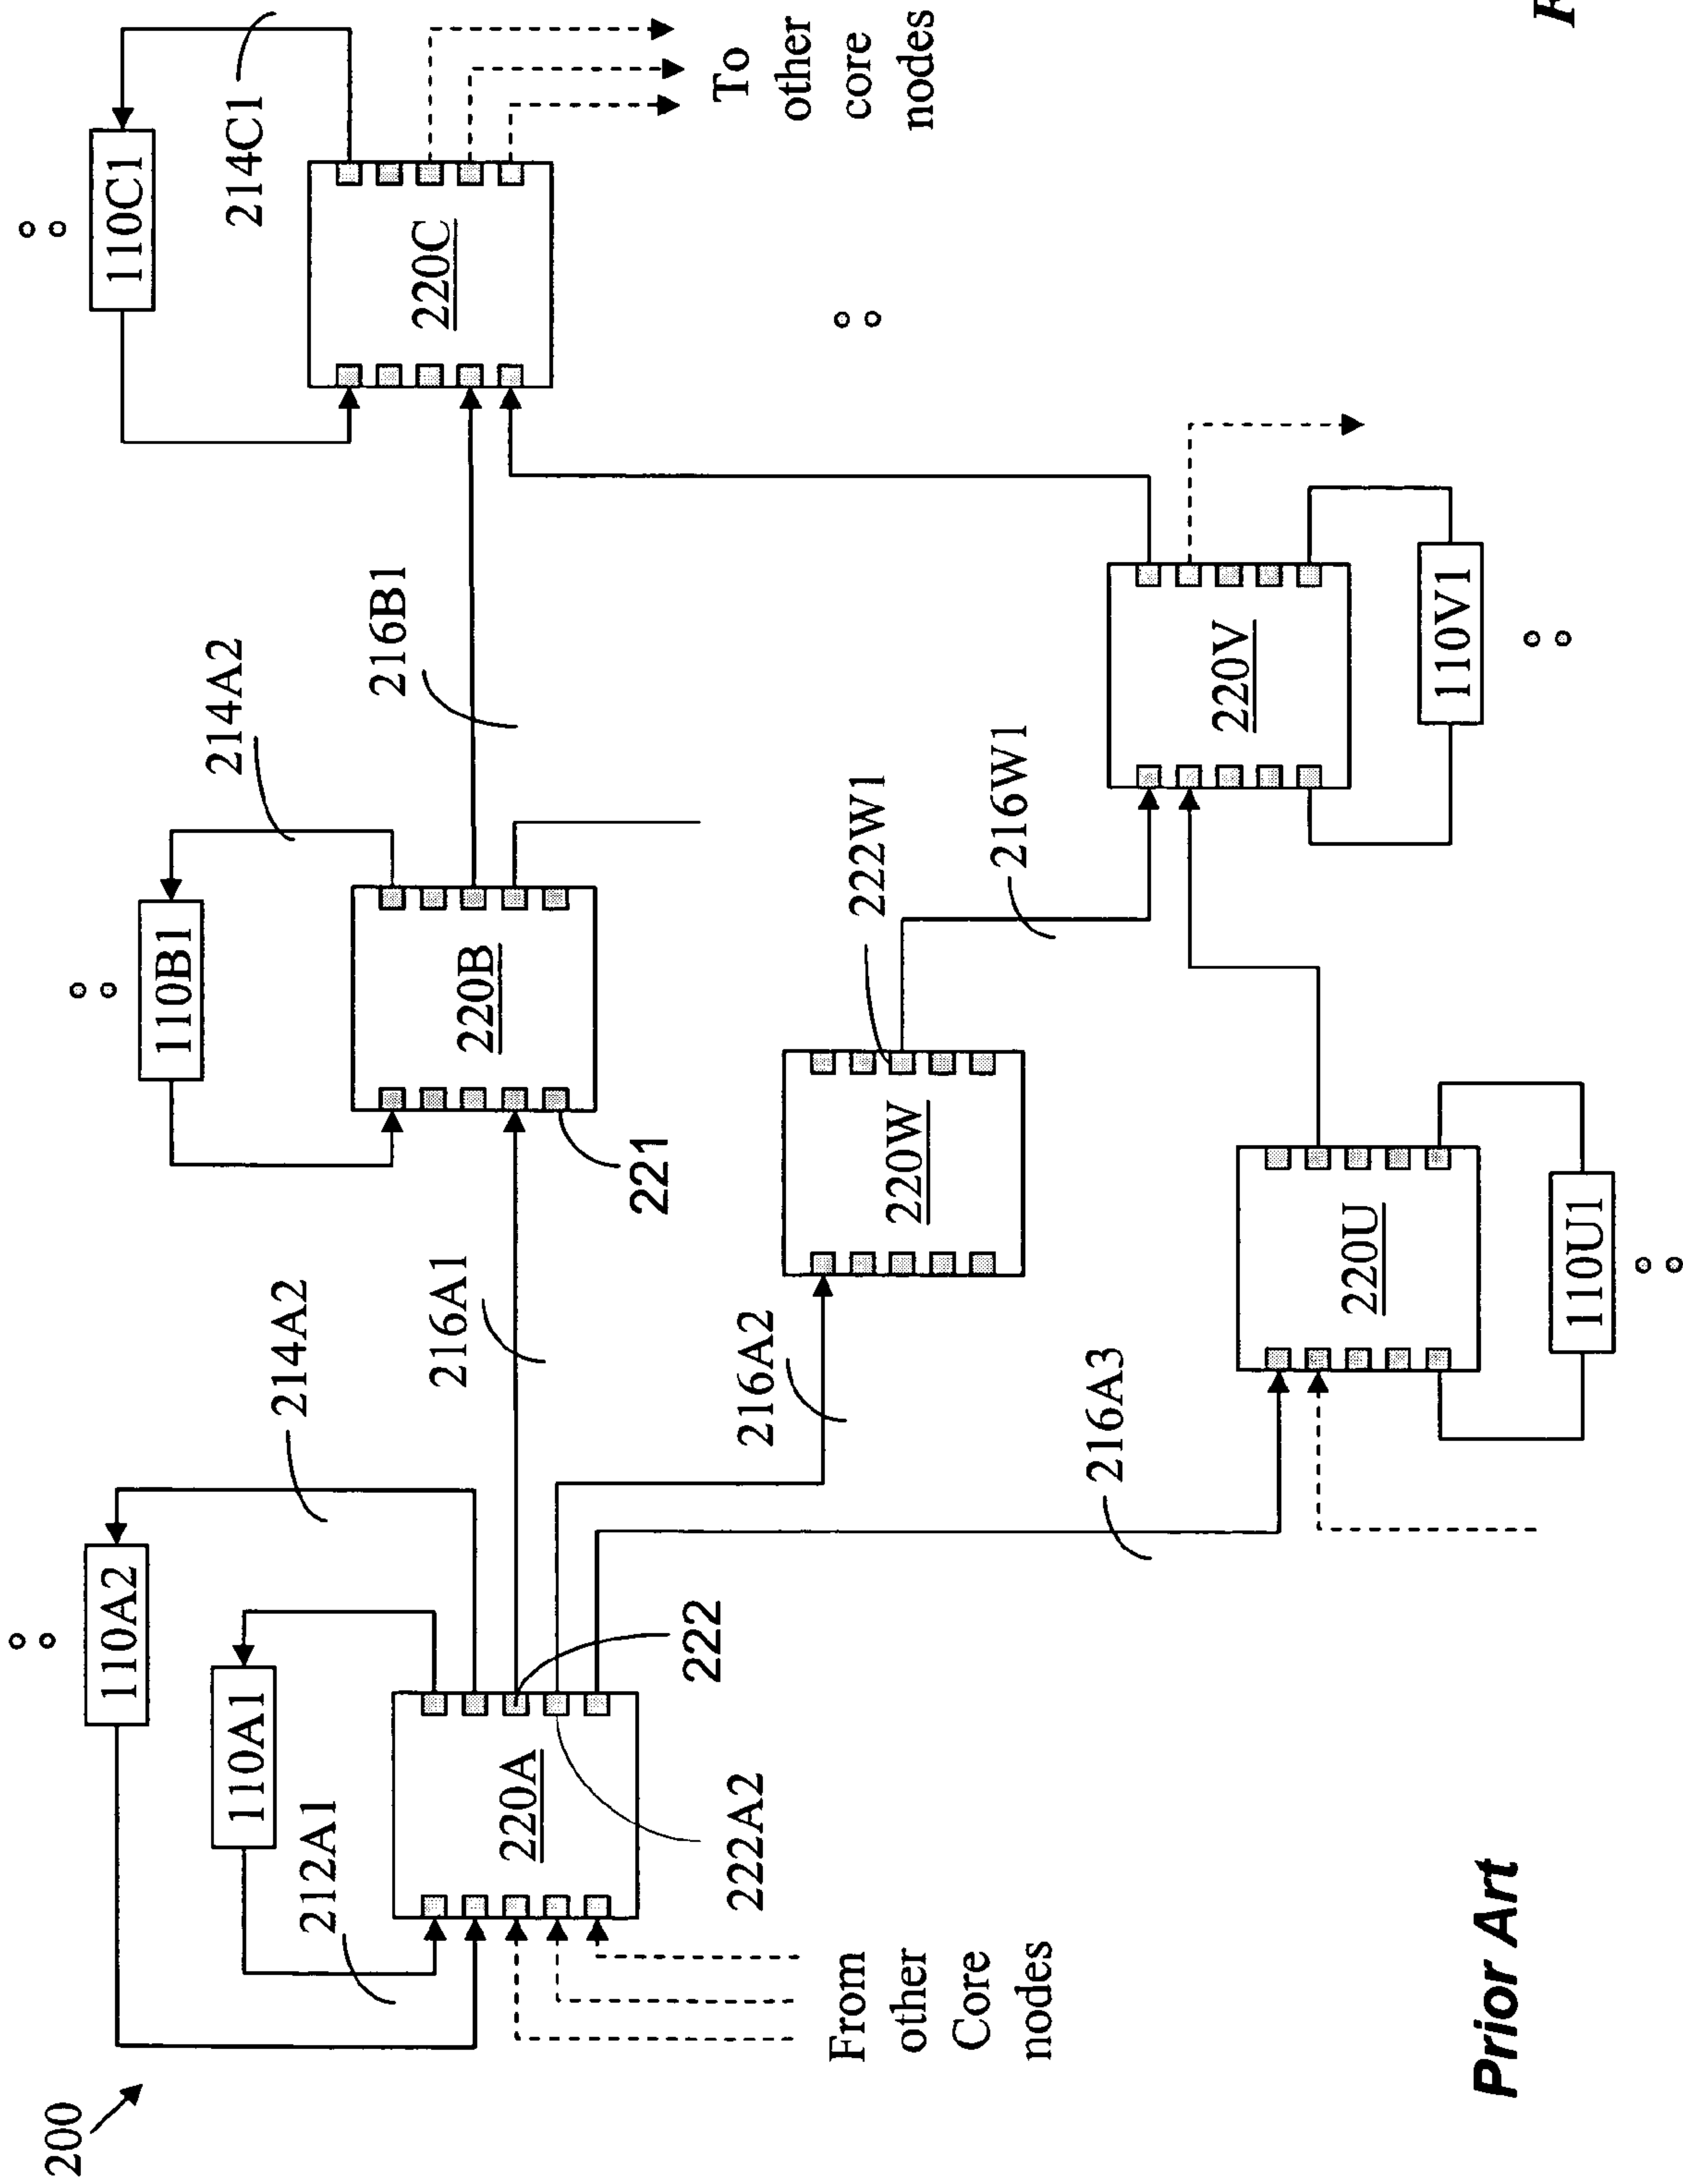 200
110A2
110A1
212A1
214A2
220A
222
222A2
From
other
Core
nodes
216A1
216A2
216A3
110B1
214A2
220B
221
216B1
220W
222W1
216W1
220U
110U1
220V
110V1
110C1
214C1
220C
To
other
core
nodes
Prior Art
F